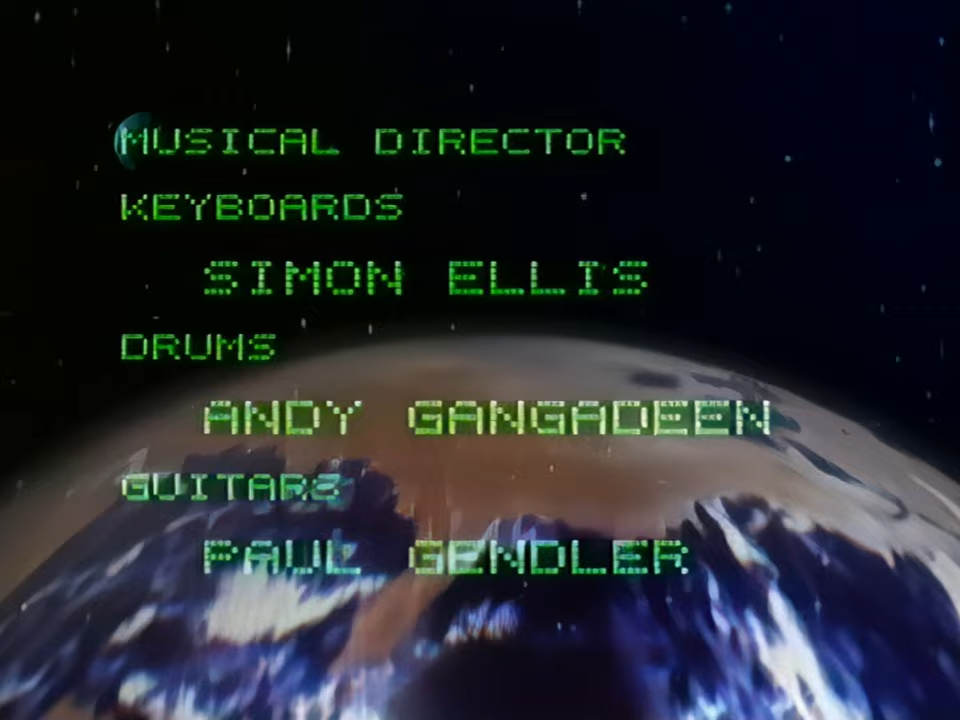 MUSICAL DIRECTOR
KEYBOARDS
SIMON ELLIS
DRUMS
ANDY GANGADEEN
GUITARS
PAUL GENDLER